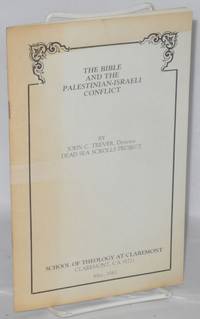 THE BIBLE
AND THE
PALESTINIAN-ISRAELI
CONFLICT
BY
JOHN C. TREVER, Director
DEAD SEA SCROLLS PROJECT
SCHOOL OF THEOLOGY AT CLAREMONT
CLAREMONT, CA 91711